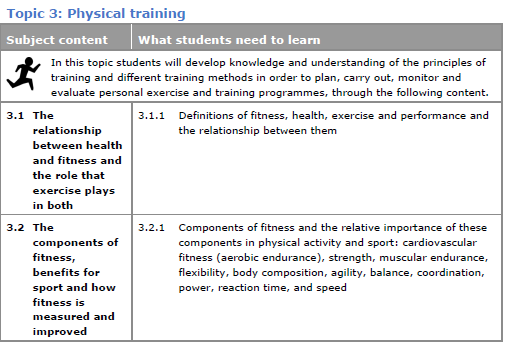 Topic 3: Physical training
Subject content What students need to learn
In this topic students will develop knowledge and understanding of the principles of
training and different training methods in order to plan, carry out, monitor and
evaluate personal exercise and training programmes, through the following content.
3.1 The
relationship
between health
and fitness and
the role that
exercise plays
in both
3.1.1 Definitions of fitness, health, exercise and performance and
the relationship between them
3.2 The
components of
fitness,
benefits for
sport and how
fitness is
measured and
improved
3.2.1 Components of fitness and the relative importance of these
components in physical activity and sport: cardiovascular
fitness (aerobic endurance), strength, muscular endurance,
flexibility, body composition, agility, balance, coordination,
power, reaction time, and speed